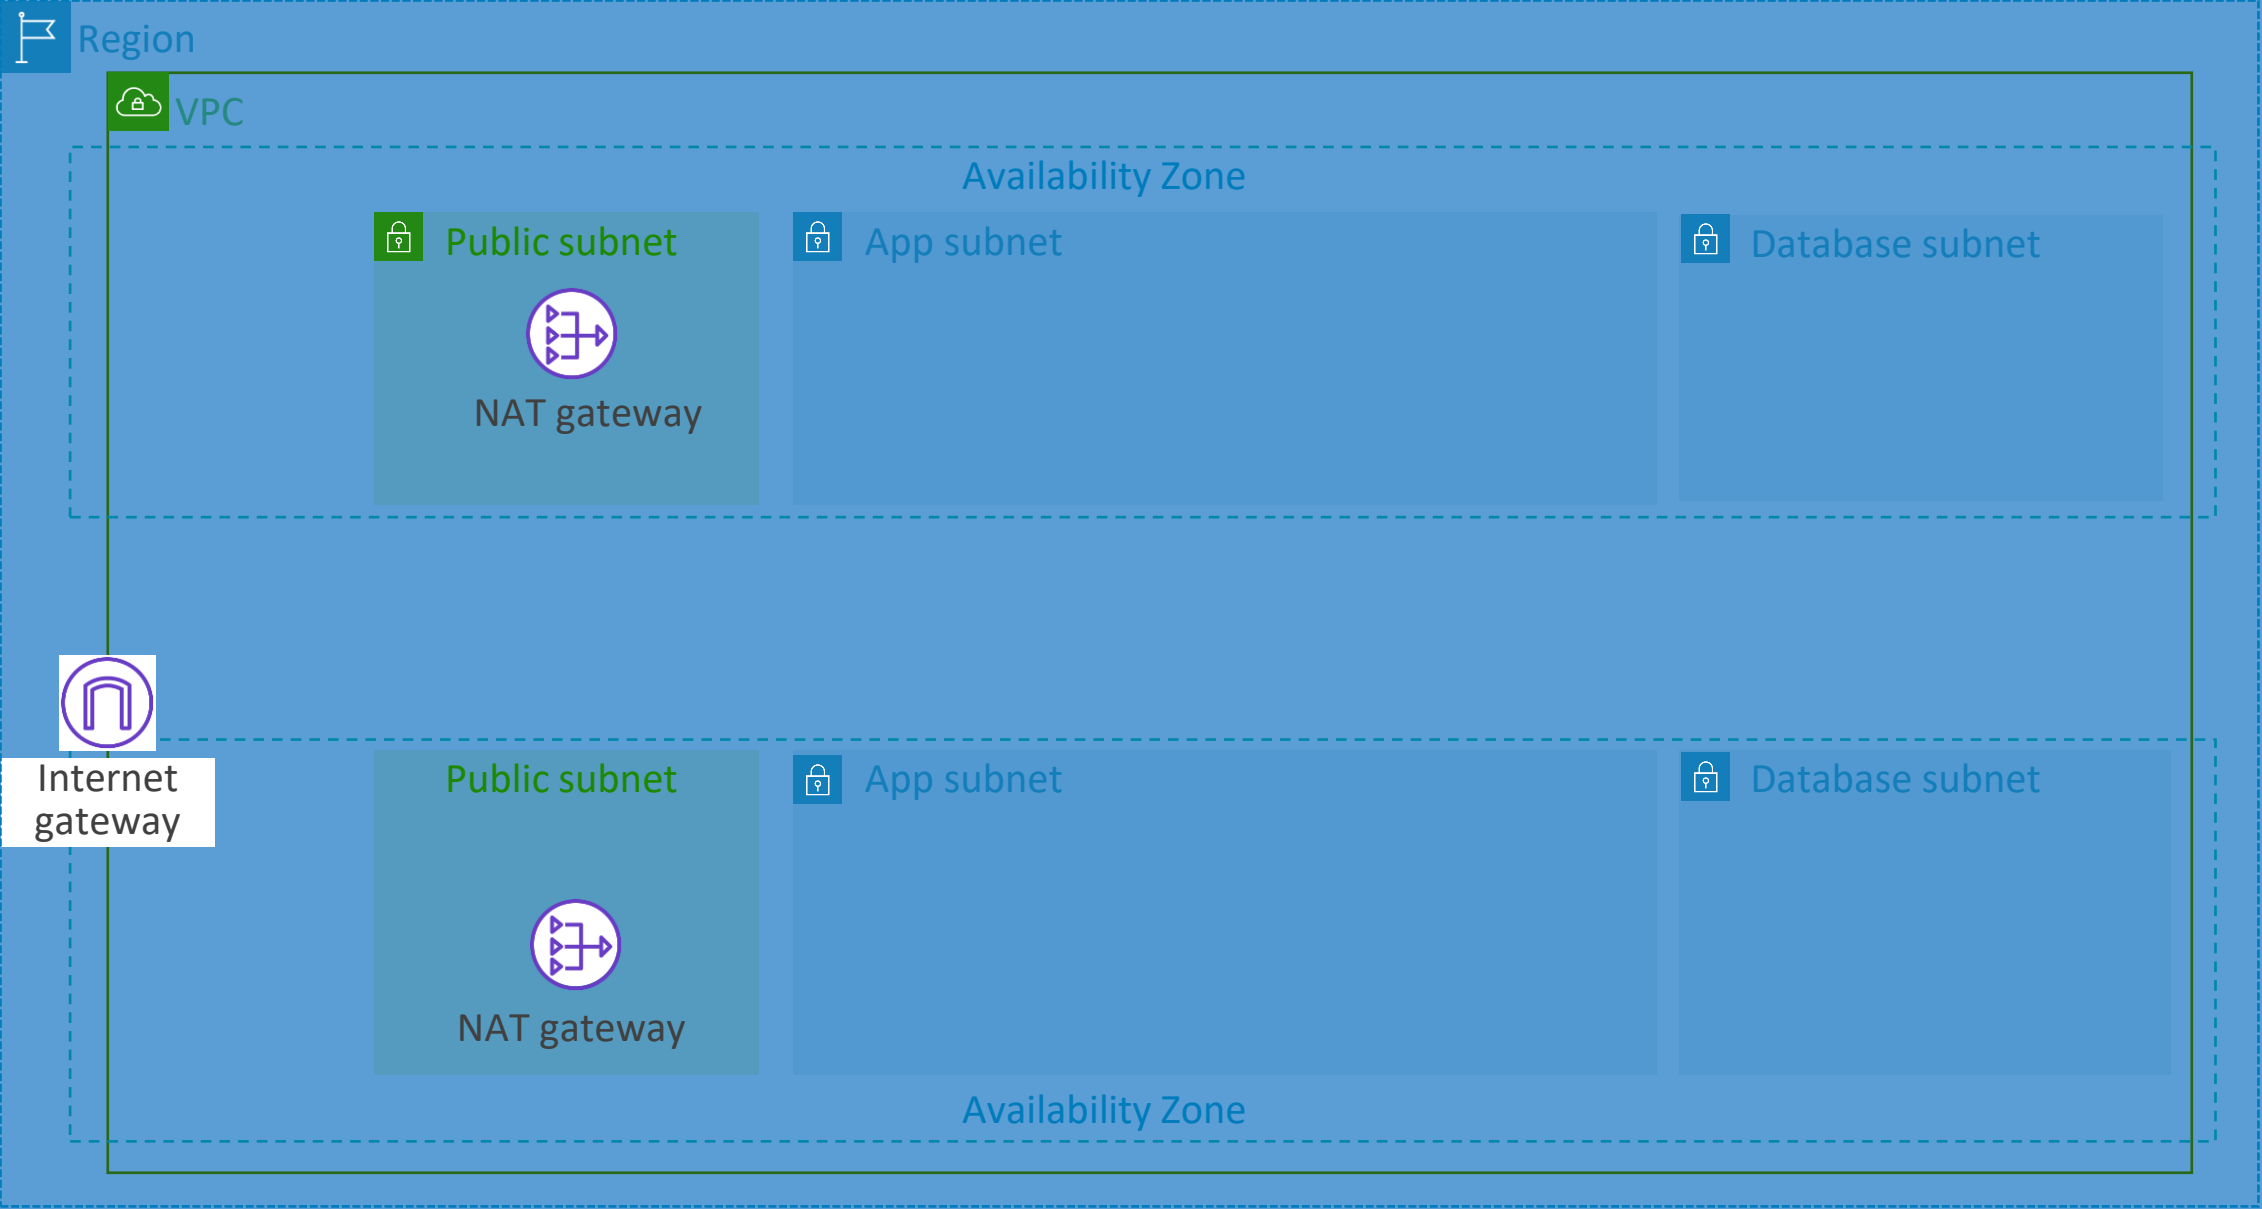 Region
VPC
Availability Zone
Public subnet
App subnet
Database subnet
NAT gateway
Internet
gateway
Public subnet
App subnet
Database subnet
NAT gateway
Availability Zone